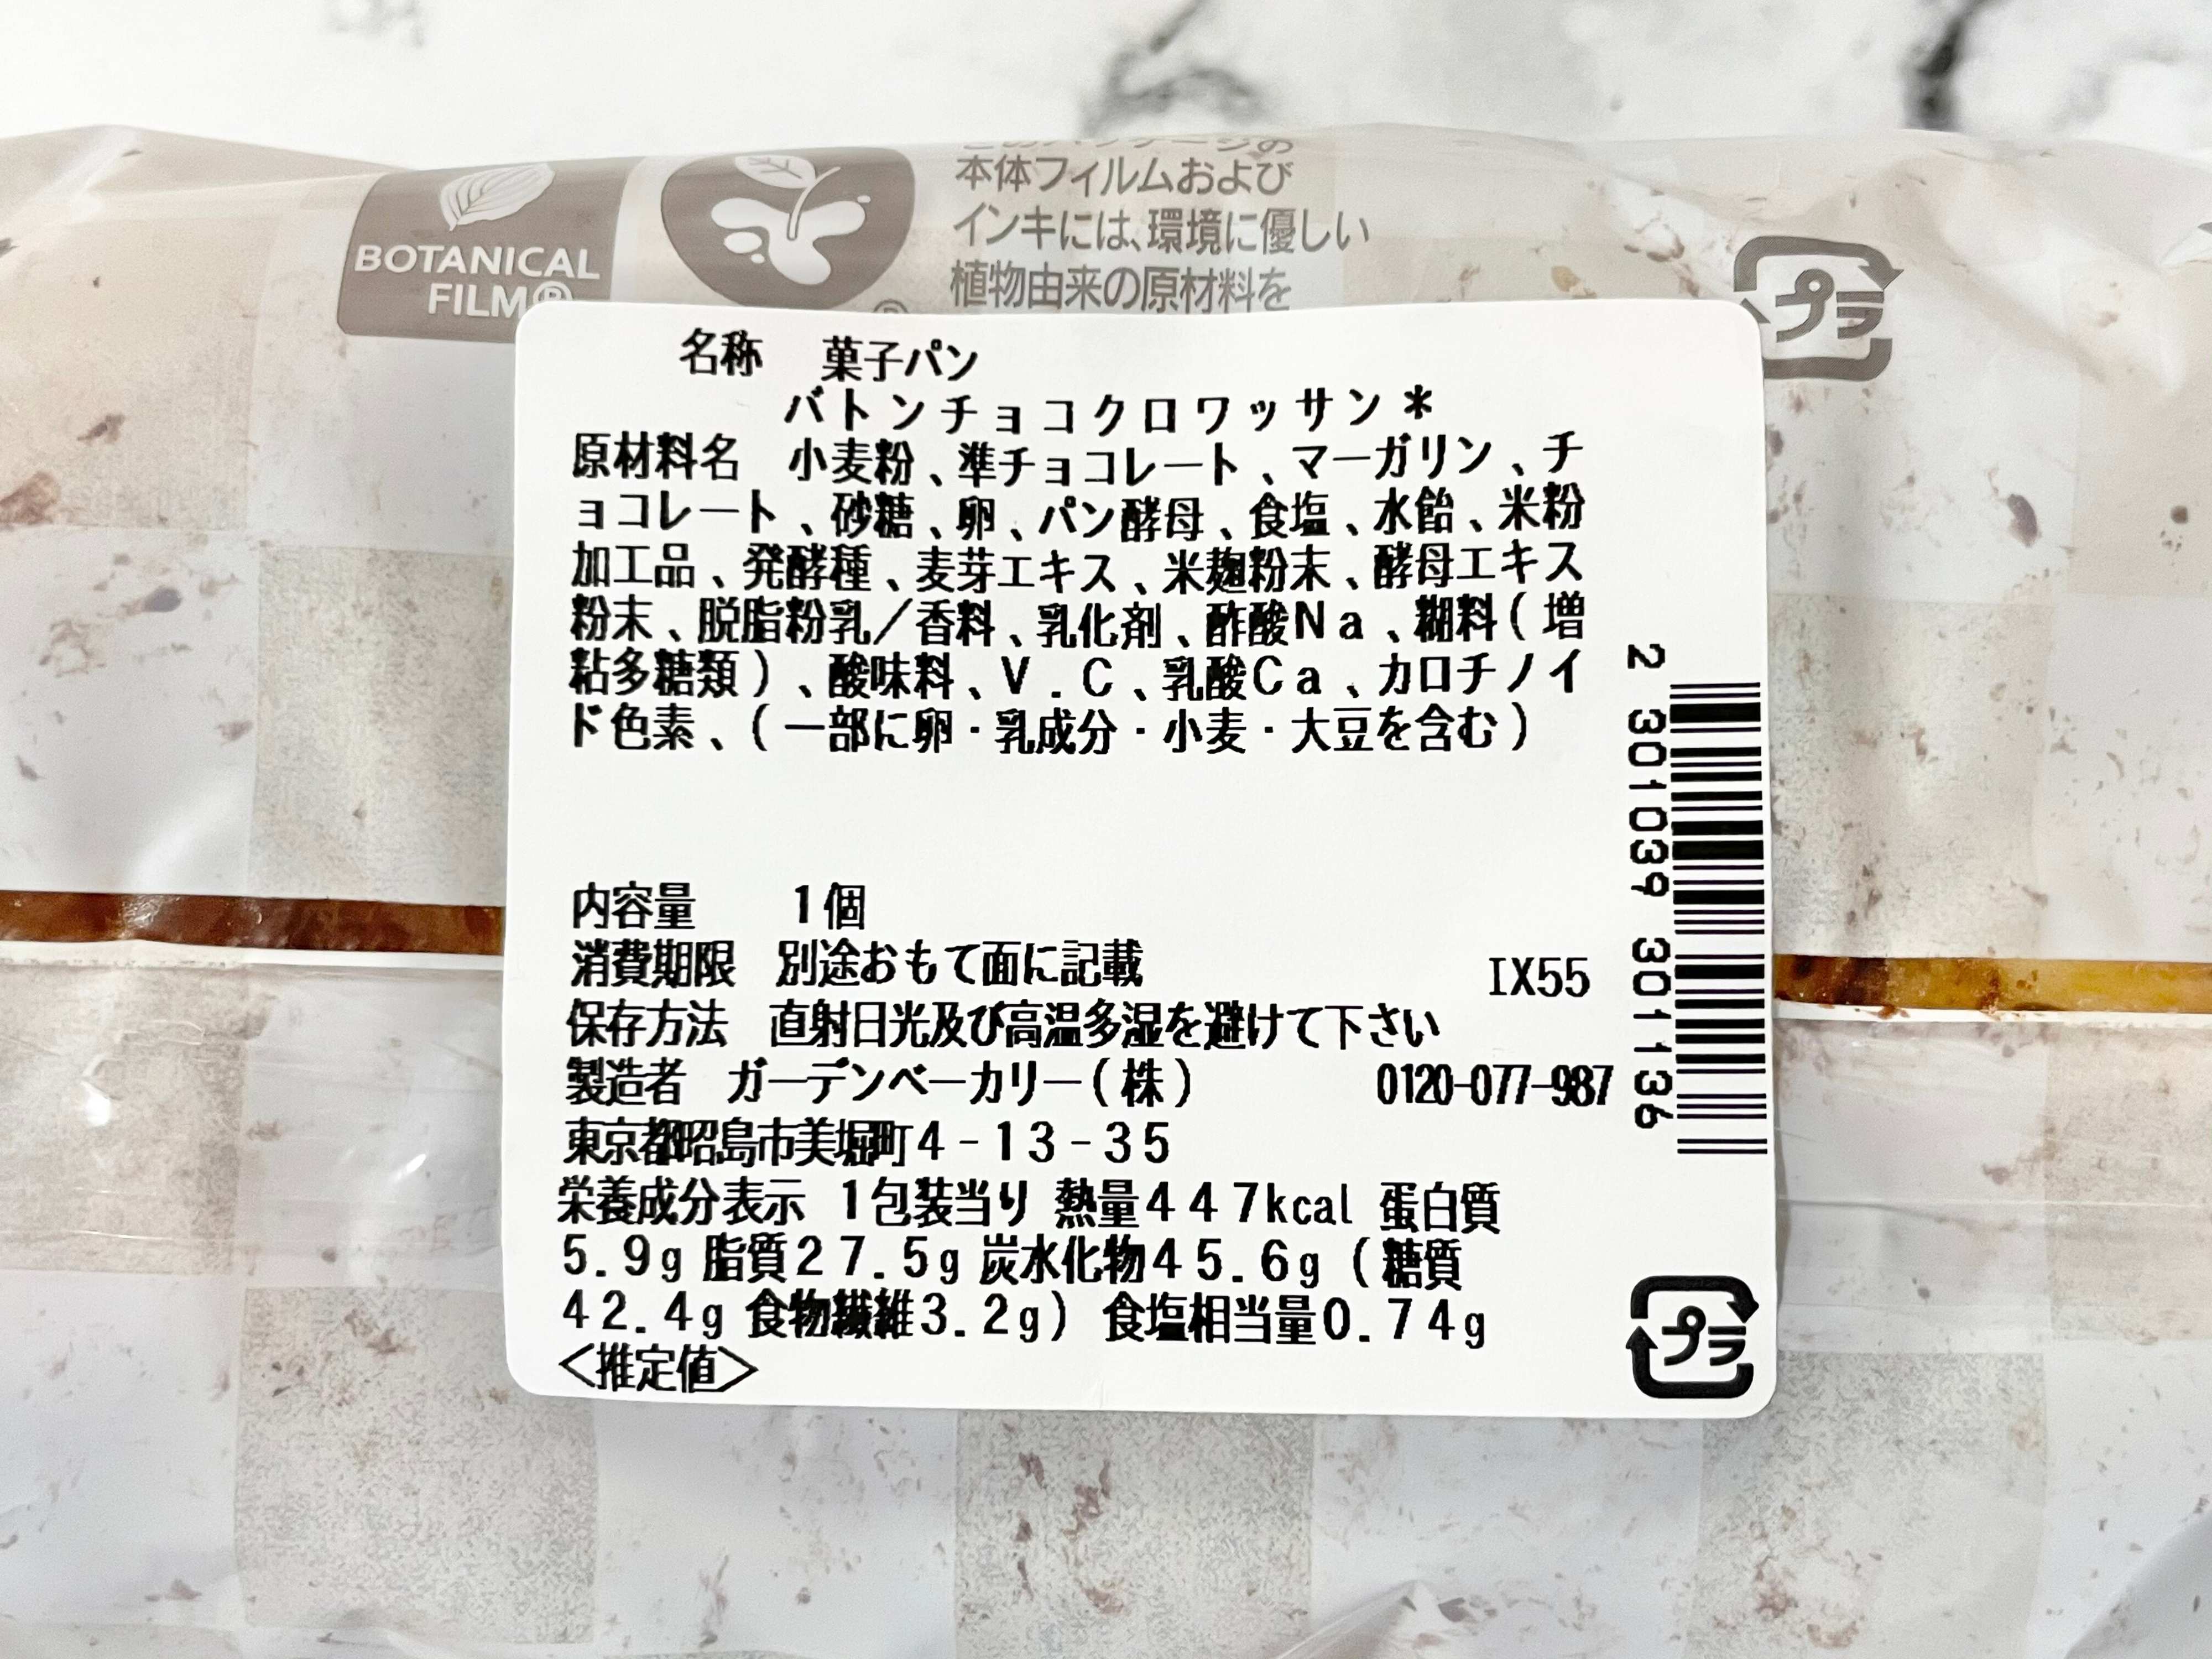 BOTANICAL
FILM®
本体フィルムおよび
インキには、環境に優しい
植物由来の原材料を
プラ
名称 菓子パン
バトンチョコクロワッサン*
原材料名 小麦粉、準チョコレート、マーガリン、チ
ョコレート、砂糖、卵、パン酵母、食塩、水飴、米粉
加工品、発酵種、麦芽エキス、米麹粉末、酵母エキス
粉末、脱脂粉乳/香料、乳化剤、酢酸Na、糊料(増
粘多糖類)、酸味料、V.C、乳酸Ca、カロチノイ
ド色素、(一部に卵・乳成分・小麦・大豆を含む)
内容量 1個
消費期限 別途おもて面に記載 IX55
保存方法 直射日光及び高温多湿を避けて下さい
製造者 ガーデンベーカリー(株) 0120-077-987
東京都昭島市美堀町4-13-35
栄養成分表示 1包装当り 熱量447kcal 蛋白質
5.9g 脂質27.5g 炭水化物45.6g (糖質
42.4g 食物繊維3.2g) 食塩相当量0.74g
<推定値>
2 301039 301136
プラ